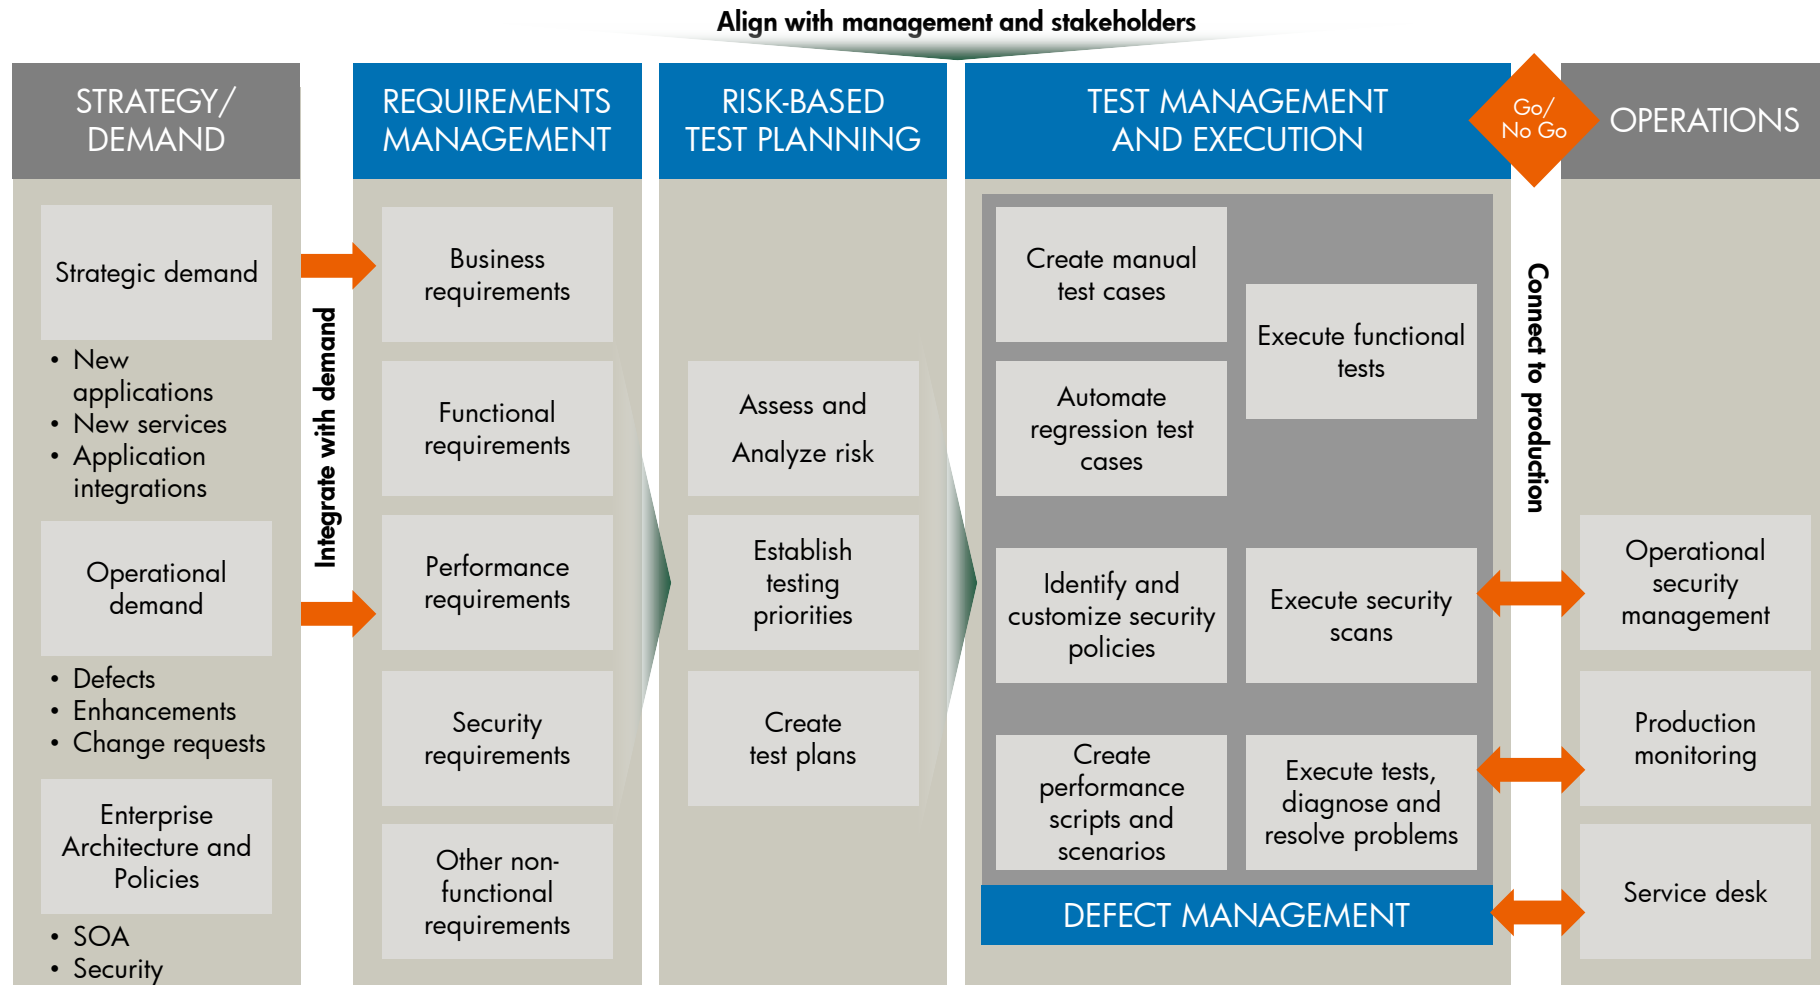 Align with management and stakeholders
STRATEGY/
DEMAND
Strategic demand
• New
applications
• New services
• Application
integrations
Operational
demand
• Defects
• Enhancements
• Change requests
Enterprise
Architecture and
Policies
• SOA
• Security
Integrate with demand
REQUIREMENTS
MANAGEMENT
Business
requirements
Functional
requirements
Performance
requirements
Security
requirements
Other non-
functional
requirements
RISK-BASED
TEST PLANNING
Assess and
Analyze risk
Establish
testing
priorities
Create
test plans
TEST MANAGEMENT
AND EXECUTION
Create manual
test cases
Automate
regression test
cases
Execute functional
tests
Identify and
customize security
policies
Execute security
scans
Create
performance
scripts and
scenarios
Execute tests,
diagnose and
resolve problems
DEFECT MANAGEMENT
Go/
No Go
Connect to production
OPERATIONS
Operational
security
management
Production
monitoring
Service desk